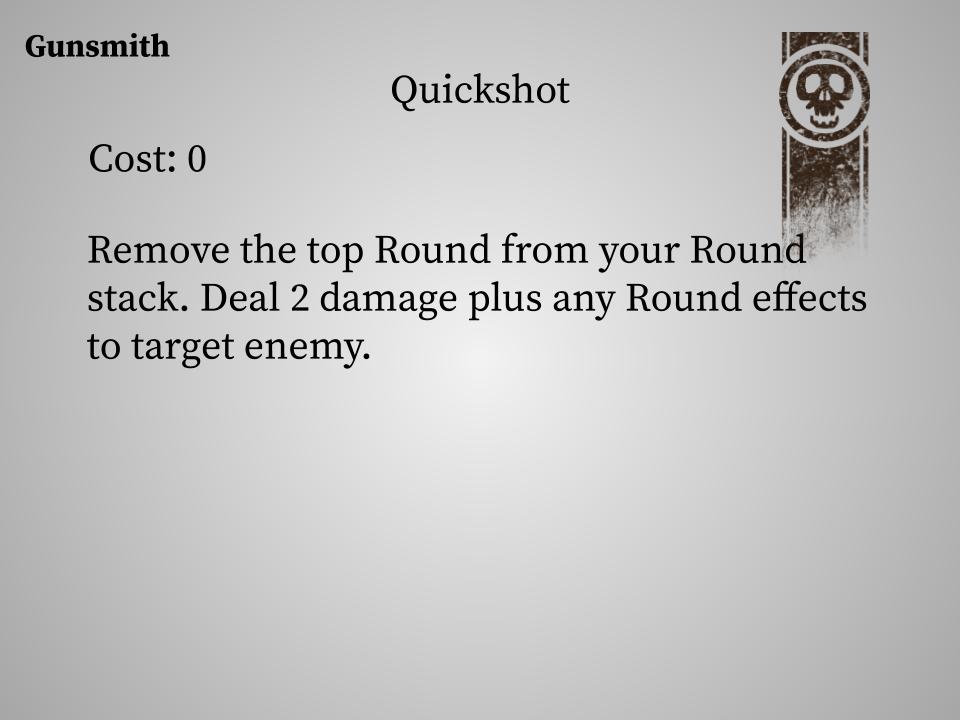 Gunsmith
Quickshot
Cost: 0
Remove the top Round from your Round
stack. Deal 2 damage plus any Round effects
to target enemy.